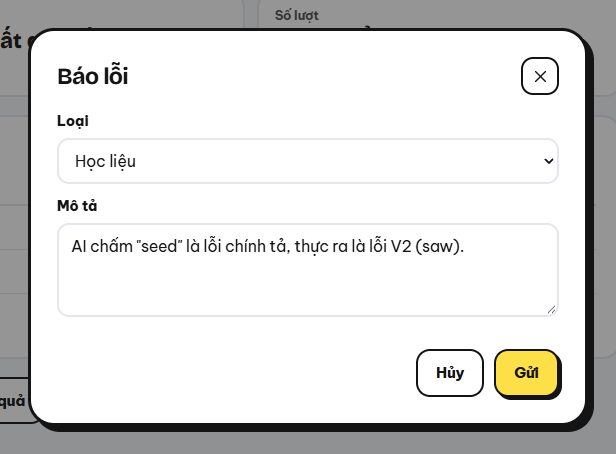 Số lượt
ất
Báo lỗi
Loại
Học liệu
Mô tả
AI chấm "seed" là lỗi chính tả, thực ra là lỗi V2 (saw).
quả
Hủy
Gửi